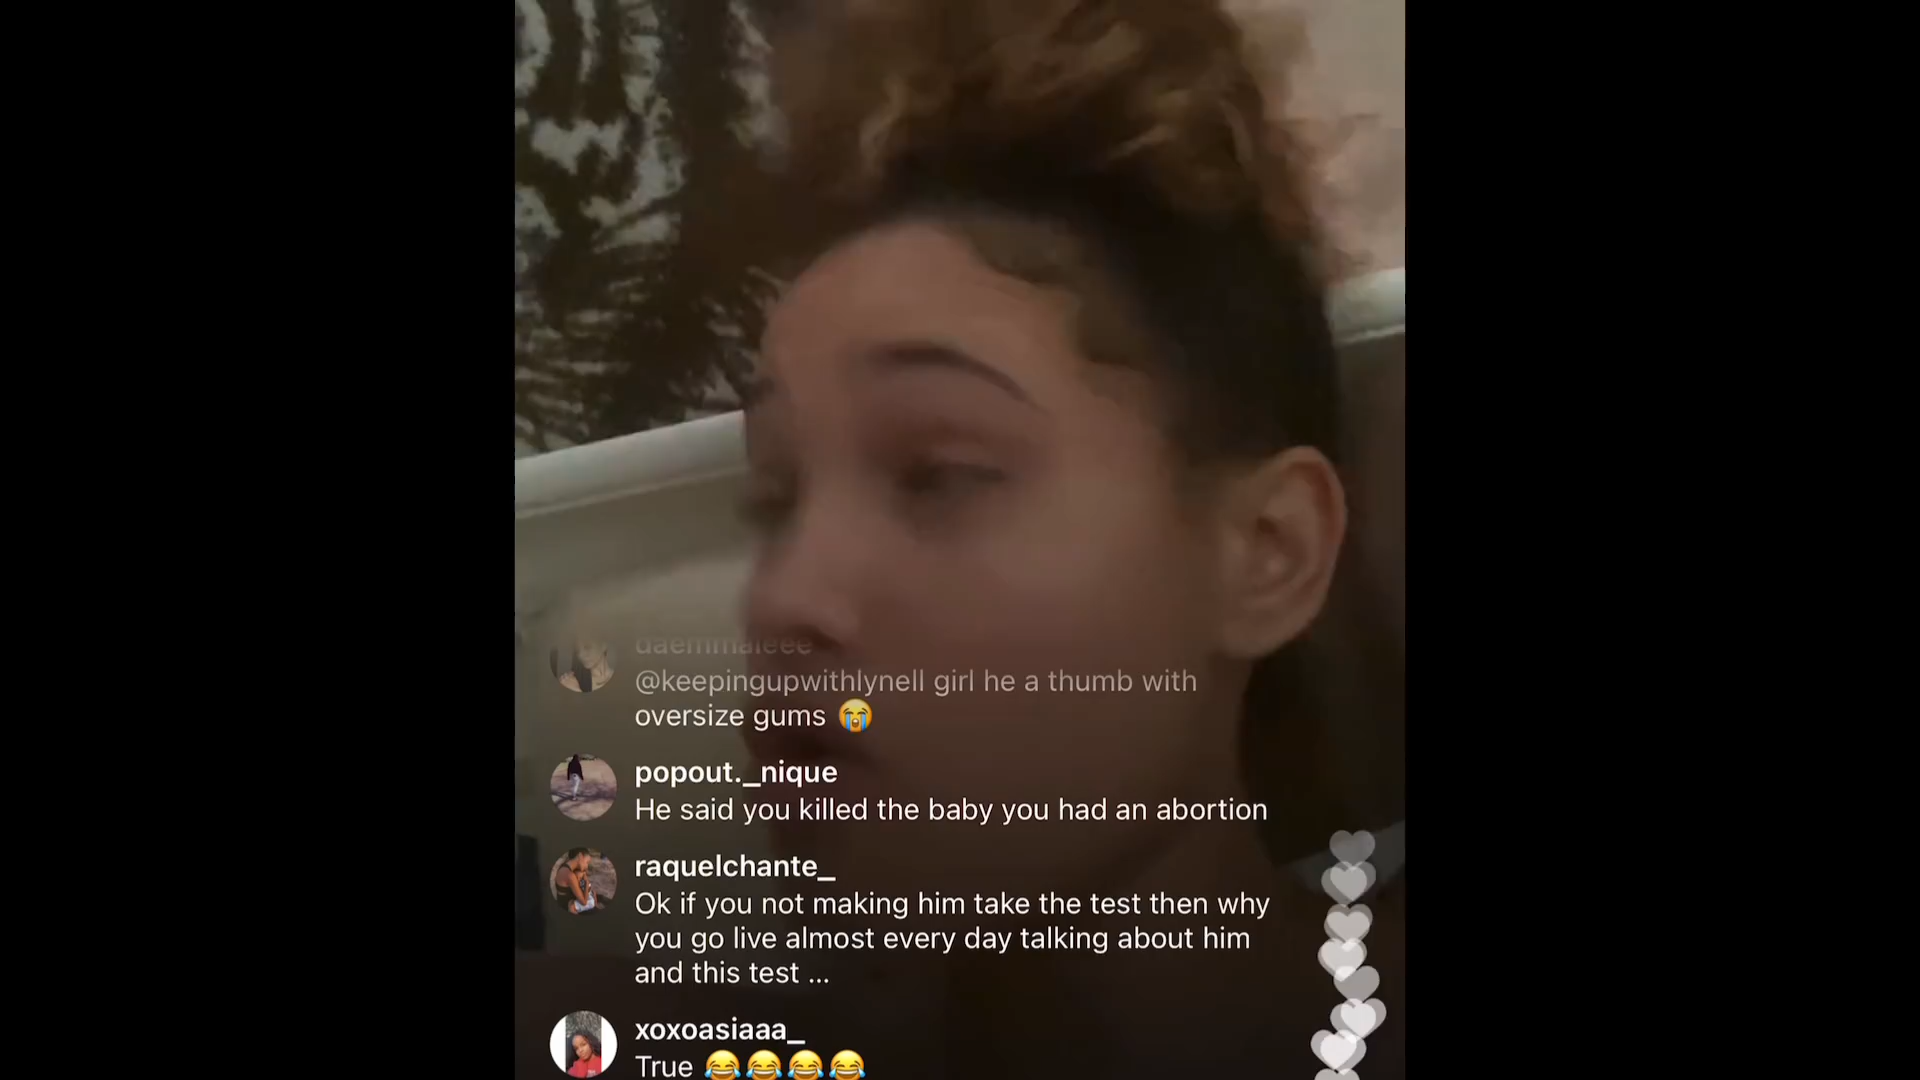 daemmaleee
@keepingupwithlynell girl he a thumb with
oversize gums 😭
popout._nique
He said you killed the baby you had an abortion
raquelchante_
Ok if you not making him take the test then why
you go live almost every day talking about him
and this test ...
xoxoasiaaa_
True 😂😂😂😂